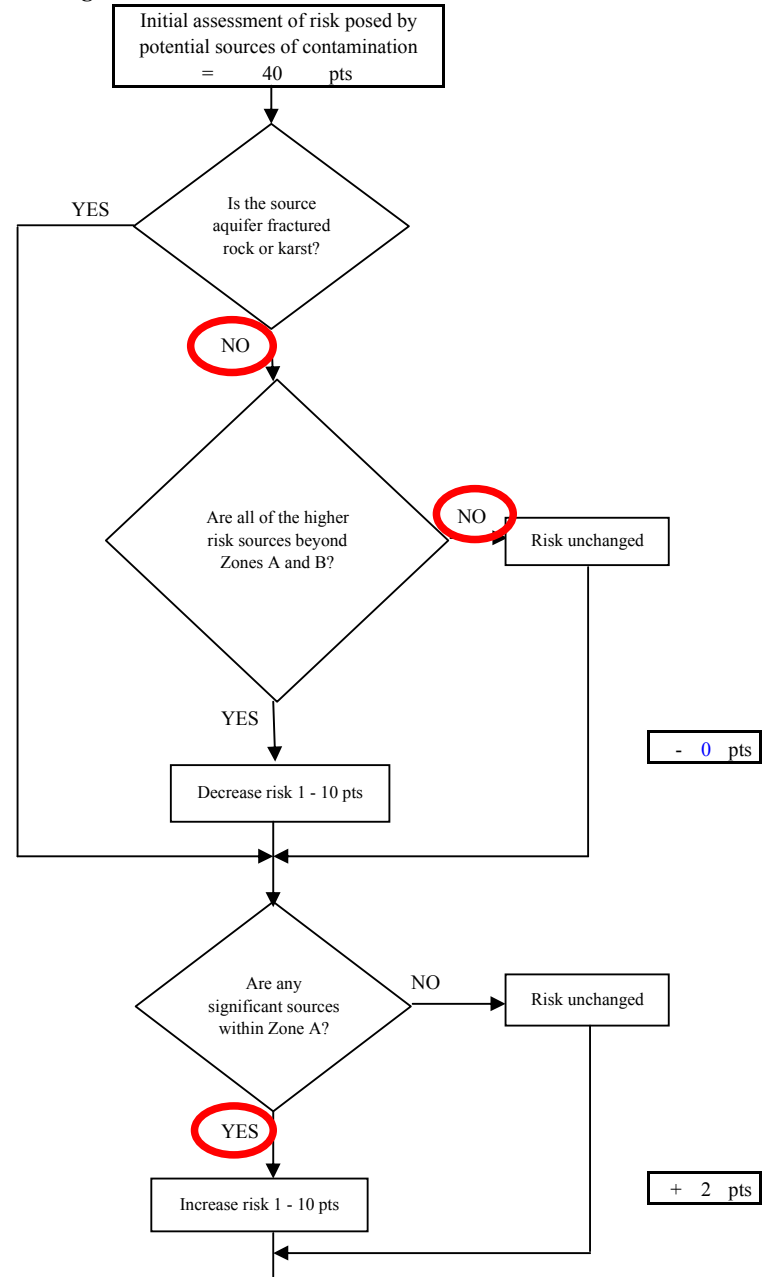 Initial assessment of risk posed by
potential sources of contamination
= 40 pts
YES
Is the source
aquifer fractured
rock or karst?
NO
Are all of the higher
risk sources beyond
Zones A and B?
NO
Risk unchanged
YES
- 0 pts
Decrease risk 1 - 10 pts
Are any
significant sources
within Zone A?
NO
Risk unchanged
YES
+ 2 pts
Increase risk 1 - 10 pts